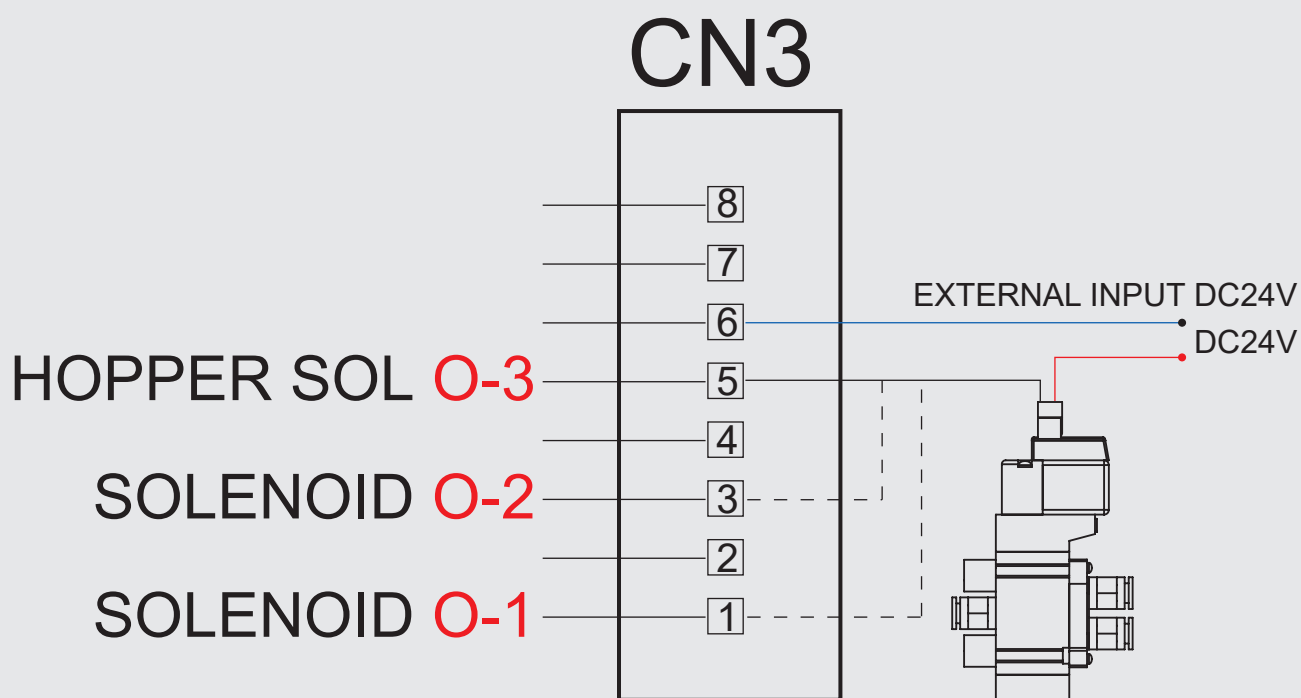 CN3
8
7
6
EXTERNAL INPUT DC24V
DC24V
HOPPER SOL O-3
5
4
SOLENOID O-2
3
2
SOLENOID O-1
1